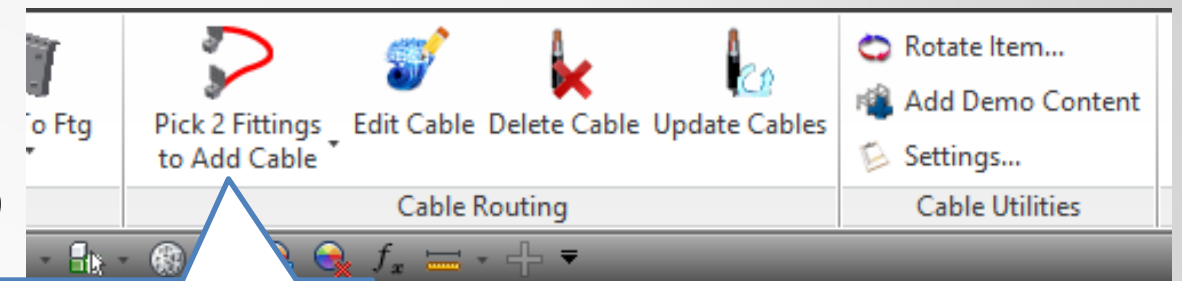 o Ftg
Pick 2 Fittings
to Add Cable
Edit Cable
Delete Cable
Update Cables
Cable Routing
Rotate Item...
Add Demo Content
Settings...
Cable Utilities
fx